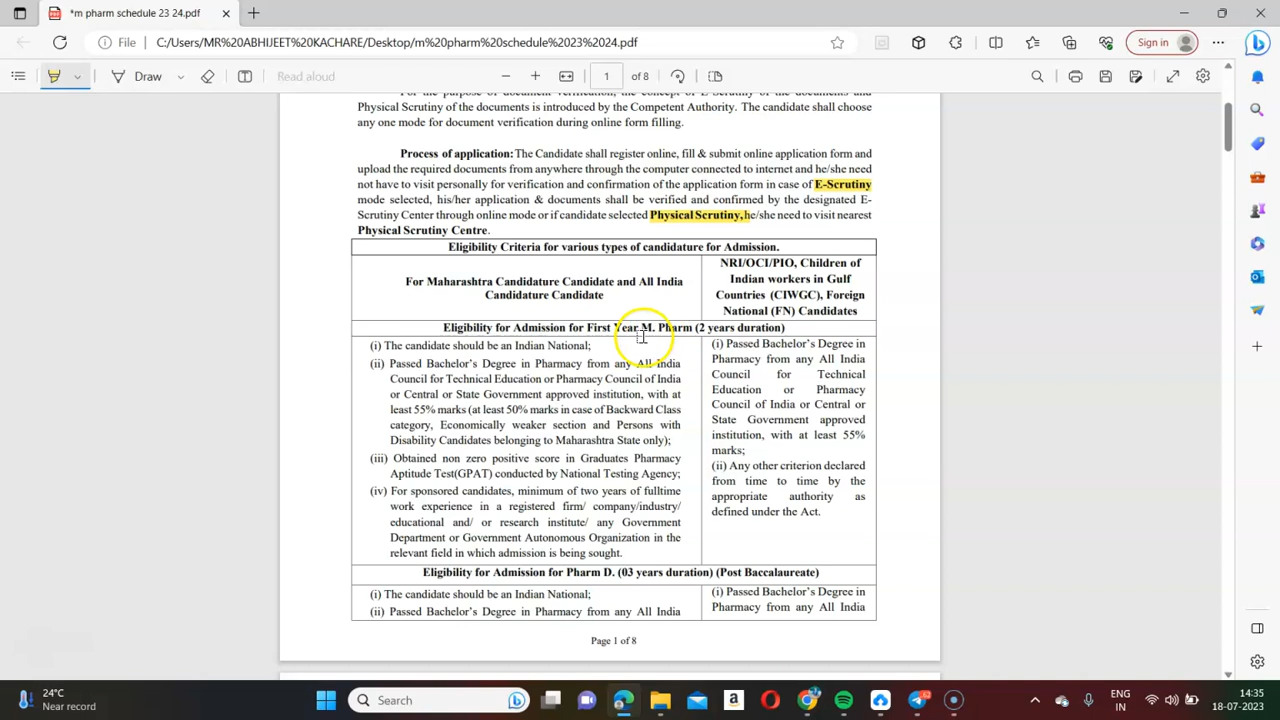 *m pharm schedule 23 24.pdf
File
C:/Users/MR%20ABHIJEET%20KACHARE/Desktop/m%20pharm%20schedule%2023%2024.pdf
Sign in
Draw
Read aloud
1 of 8
For the purpose of document verification, the concept of E-Scrutiny of the documents and
Physical Scrutiny of the documents is introduced by the Competent Authority. The candidate shall choose
any one mode for document verification during online form filling.
Process of application: The Candidate shall register online, fill & submit online application form and
upload the required documents from anywhere through the computer connected to internet and he/she need
not have to visit personally for verification and confirmation of the application form in case of E-Scrutiny
mode selected, his/her application & documents shall be verified and confirmed by the designated E-
Scrutiny Center through online mode or if candidate selected Physical Scrutiny, he/she need to visit nearest
Physical Scrutiny Centre.
Eligibility Criteria for various types of candidature for Admission.
For Maharashtra Candidature Candidate and All India
Candidature Candidate
NRI/OCI/PIO, Children of
Indian workers in Gulf
Countries (CIWGC), Foreign
National (FN) Candidates
Eligibility for Admission for First Year M. Pharm (2 years duration)
(i) The candidate should be an Indian National;
(ii) Passed Bachelor's Degree in Pharmacy from any All India
Council for Technical Education or Pharmacy Council of India
or Central or State Government approved institution, with at
least 55% marks (at least 50% marks in case of Backward Class
category, Economically weaker section and Persons with
Disability Candidates belonging to Maharashtra State only);
(iii) Obtained non zero positive score in Graduates Pharmacy
Aptitude Test(GPAT) conducted by National Testing Agency;
(iv) For sponsored candidates, minimum of two years of fulltime
work experience in a registered firm/ company/industry/
educational and/ or research institute/ any Government
Department or Government Autonomous Organization in the
relevant field in which admission is being sought.
(i) Passed Bachelor's Degree in
Pharmacy from any All India
Council for Technical
Education or Pharmacy
Council of India or Central or
State Government approved
institution, with at least 55%
marks;
(ii) Any other criterion declared
from time to time by the
appropriate authority as
defined under the Act.
Eligibility for Admission for Pharm D. (03 years duration) (Post Baccalaureate)
(i) The candidate should be an Indian National;
(ii) Passed Bachelor's Degree in Pharmacy from any All India
(i) Passed Bachelor's Degree in
Pharmacy from any All India
Page 1 of 8
24°C
Near record
Search
ENG
IN
14:35
18-07-2023